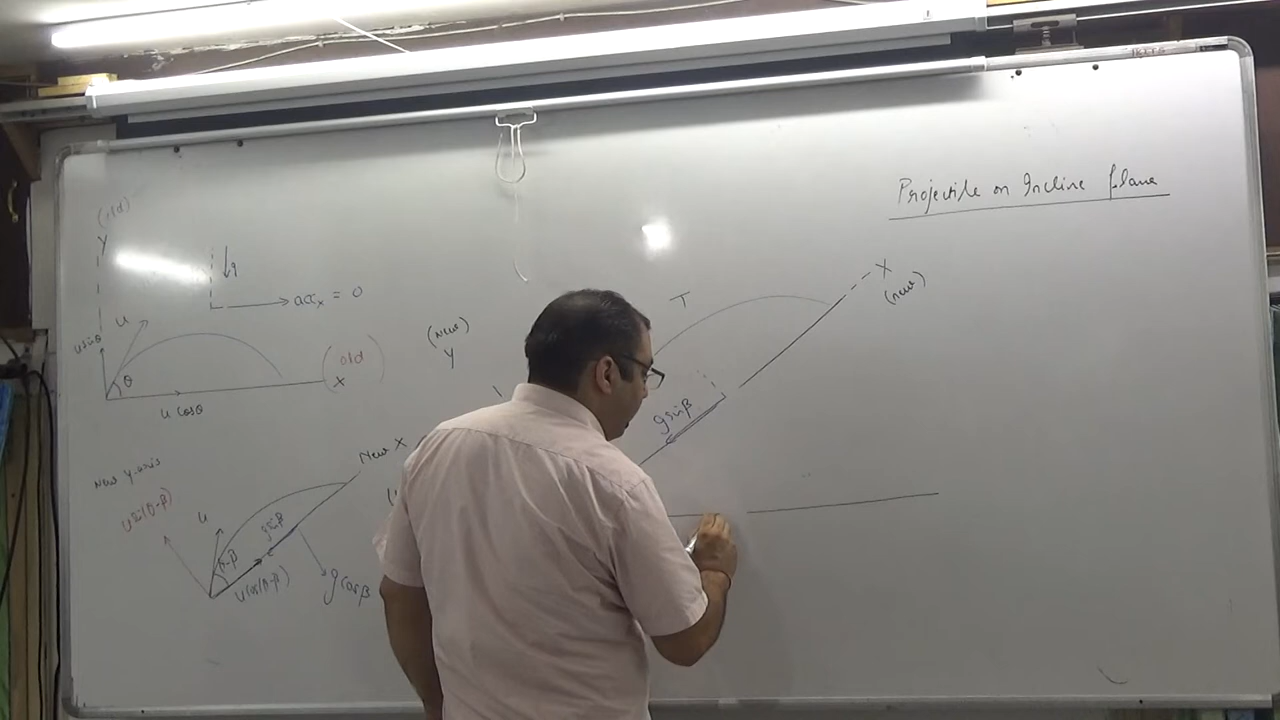 Projectile on Incline plane
(old)
Y
g
accx = 0
u
u sinθ
θ
u cosθ
(old)
X
(New)
Y
T
X
(new)
g sinβ
New X
New Y-axis
u sin(θ-β)
u
θ-β
g sinβ
u cos(θ-β)
g cosβ